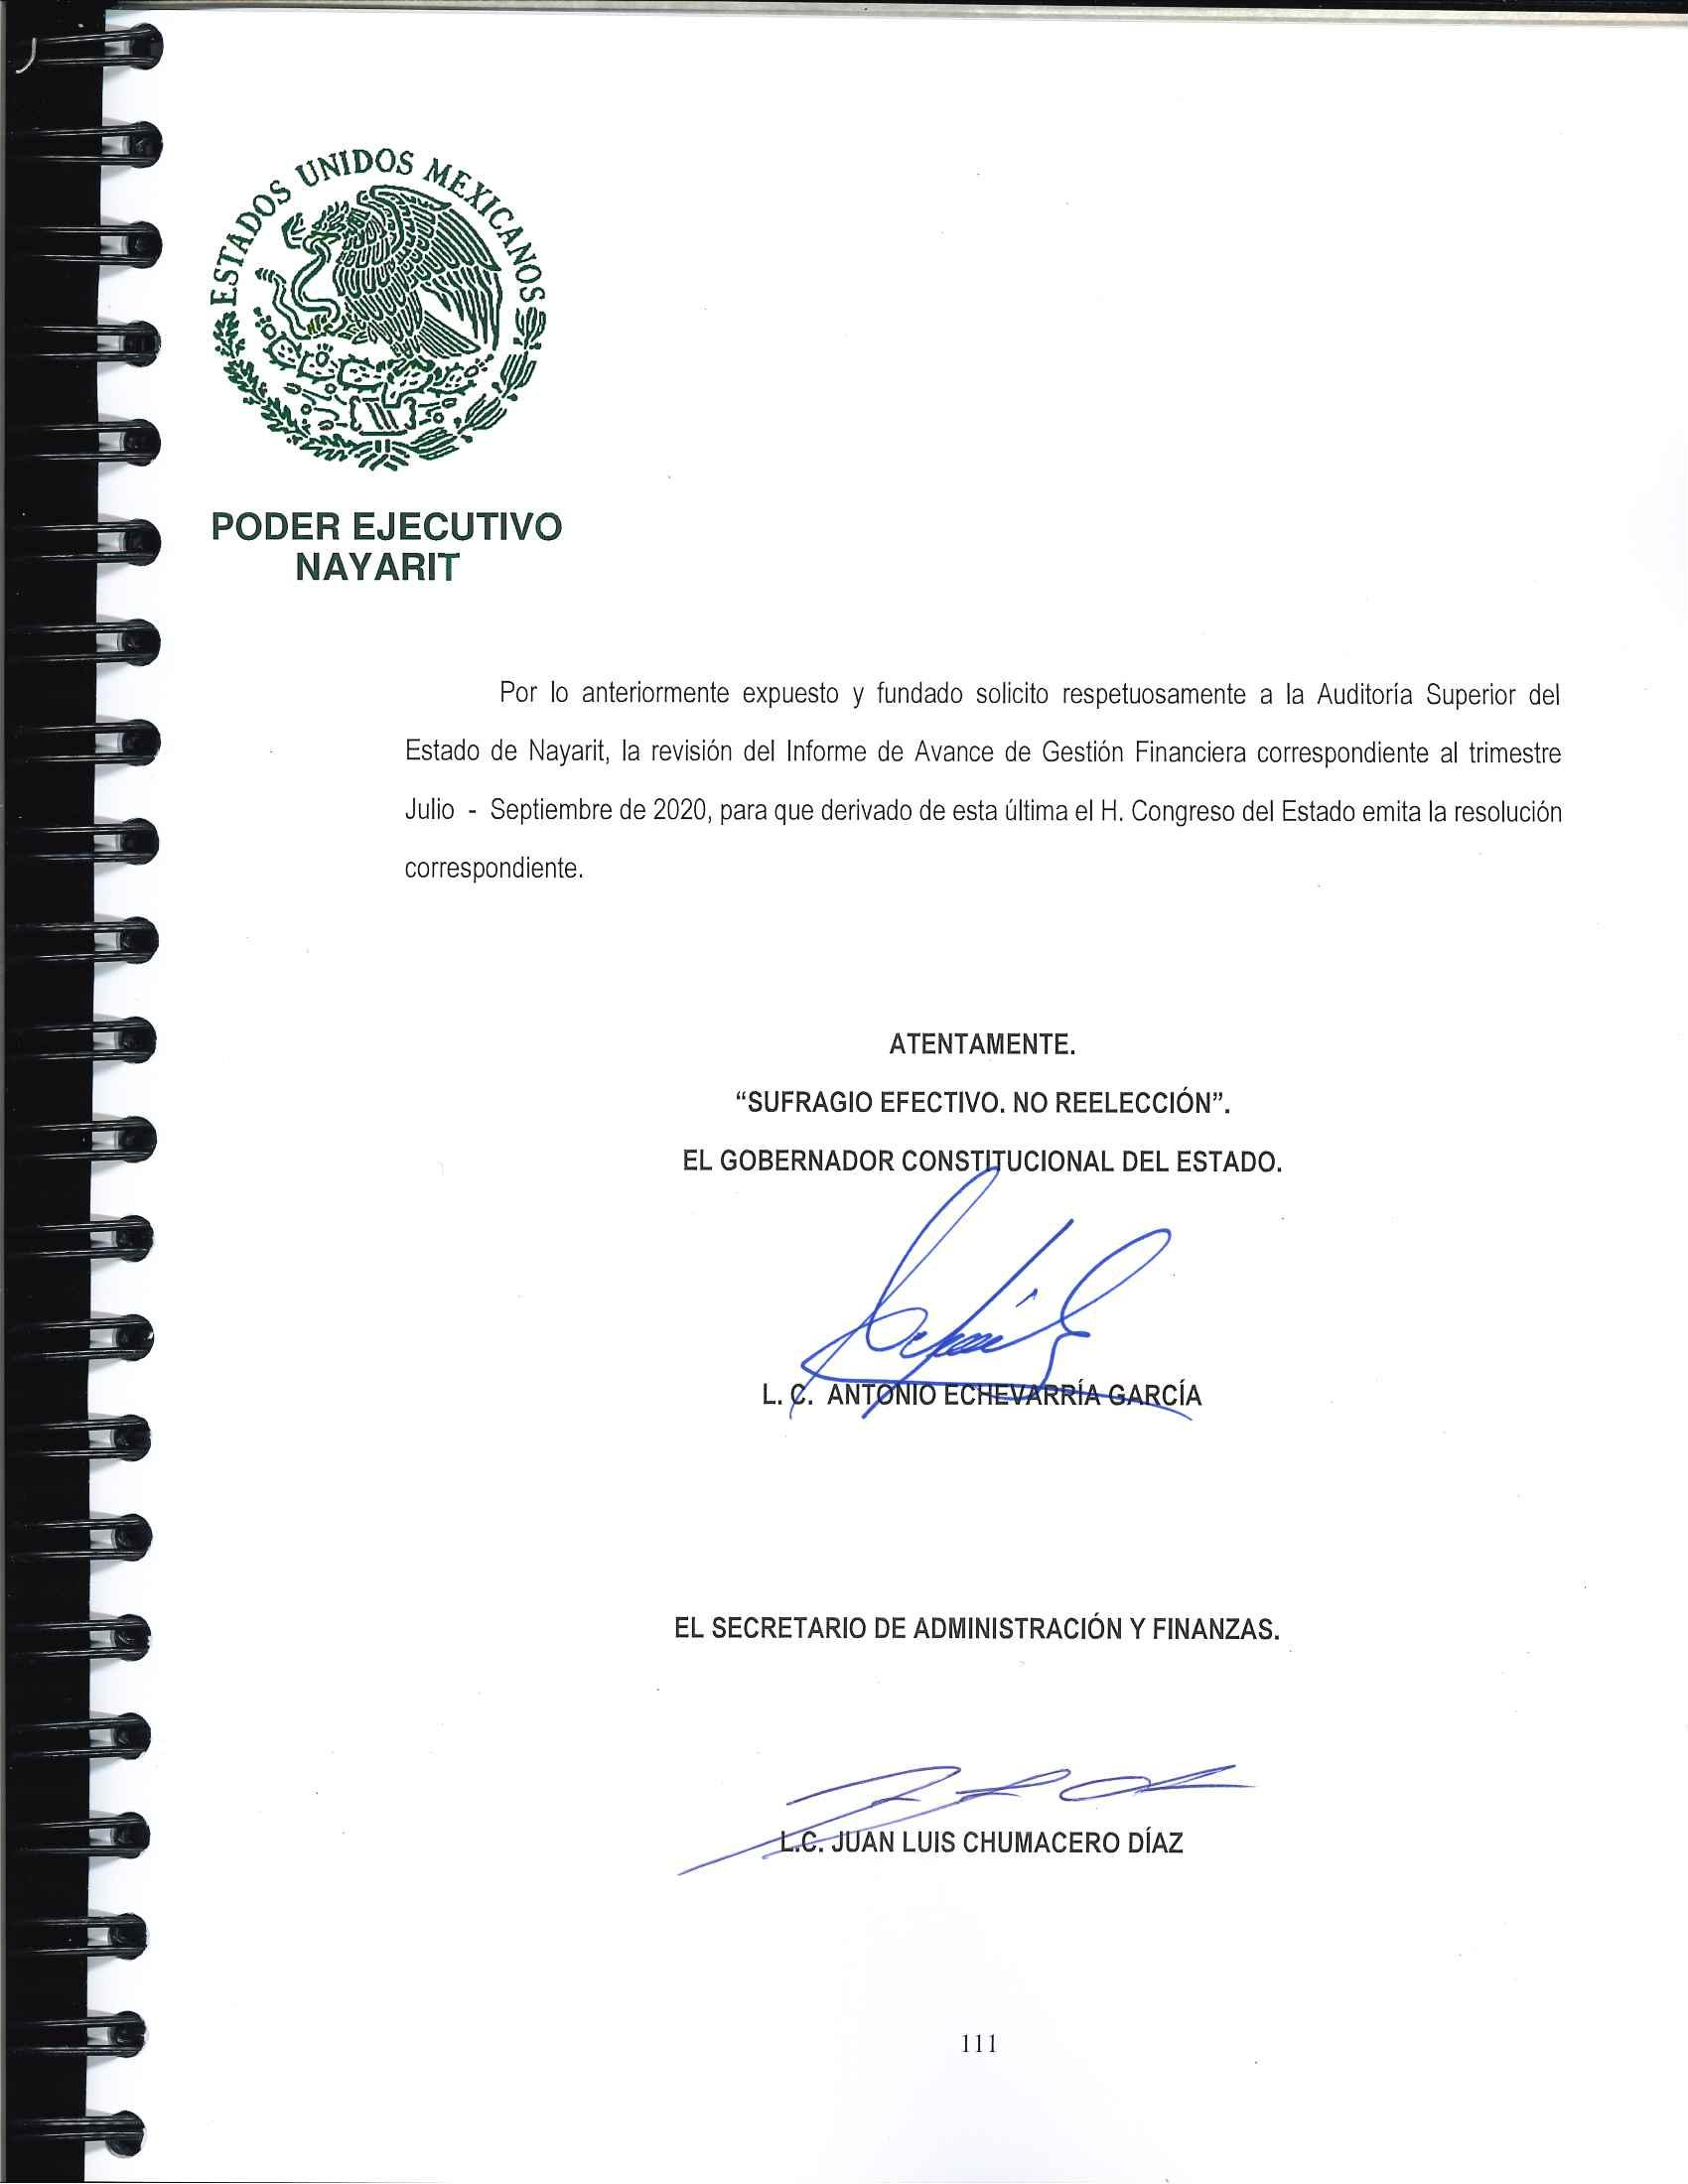 ESTADOS UNIDOS MEXICANOS
PODER EJECUTIVO
NAYARIT
Por lo anteriormente expuesto y fundado solicito respetuosamente a la Auditoría Superior del
Estado de Nayarit, la revisión del Informe de Avance de Gestión Financiera correspondiente al trimestre
Julio - Septiembre de 2020, para que derivado de esta última el H. Congreso del Estado emita la resolución
correspondiente.
ATENTAMENTE.
“SUFRAGIO EFECTIVO. NO REELECCIÓN”.
EL GOBERNADOR CONSTITUCIONAL DEL ESTADO.
L. C. ANTONIO ECHEVARRÍA GARCÍA
EL SECRETARIO DE ADMINISTRACIÓN Y FINANZAS.
L.C. JUAN LUIS CHUMACERO DÍAZ
111